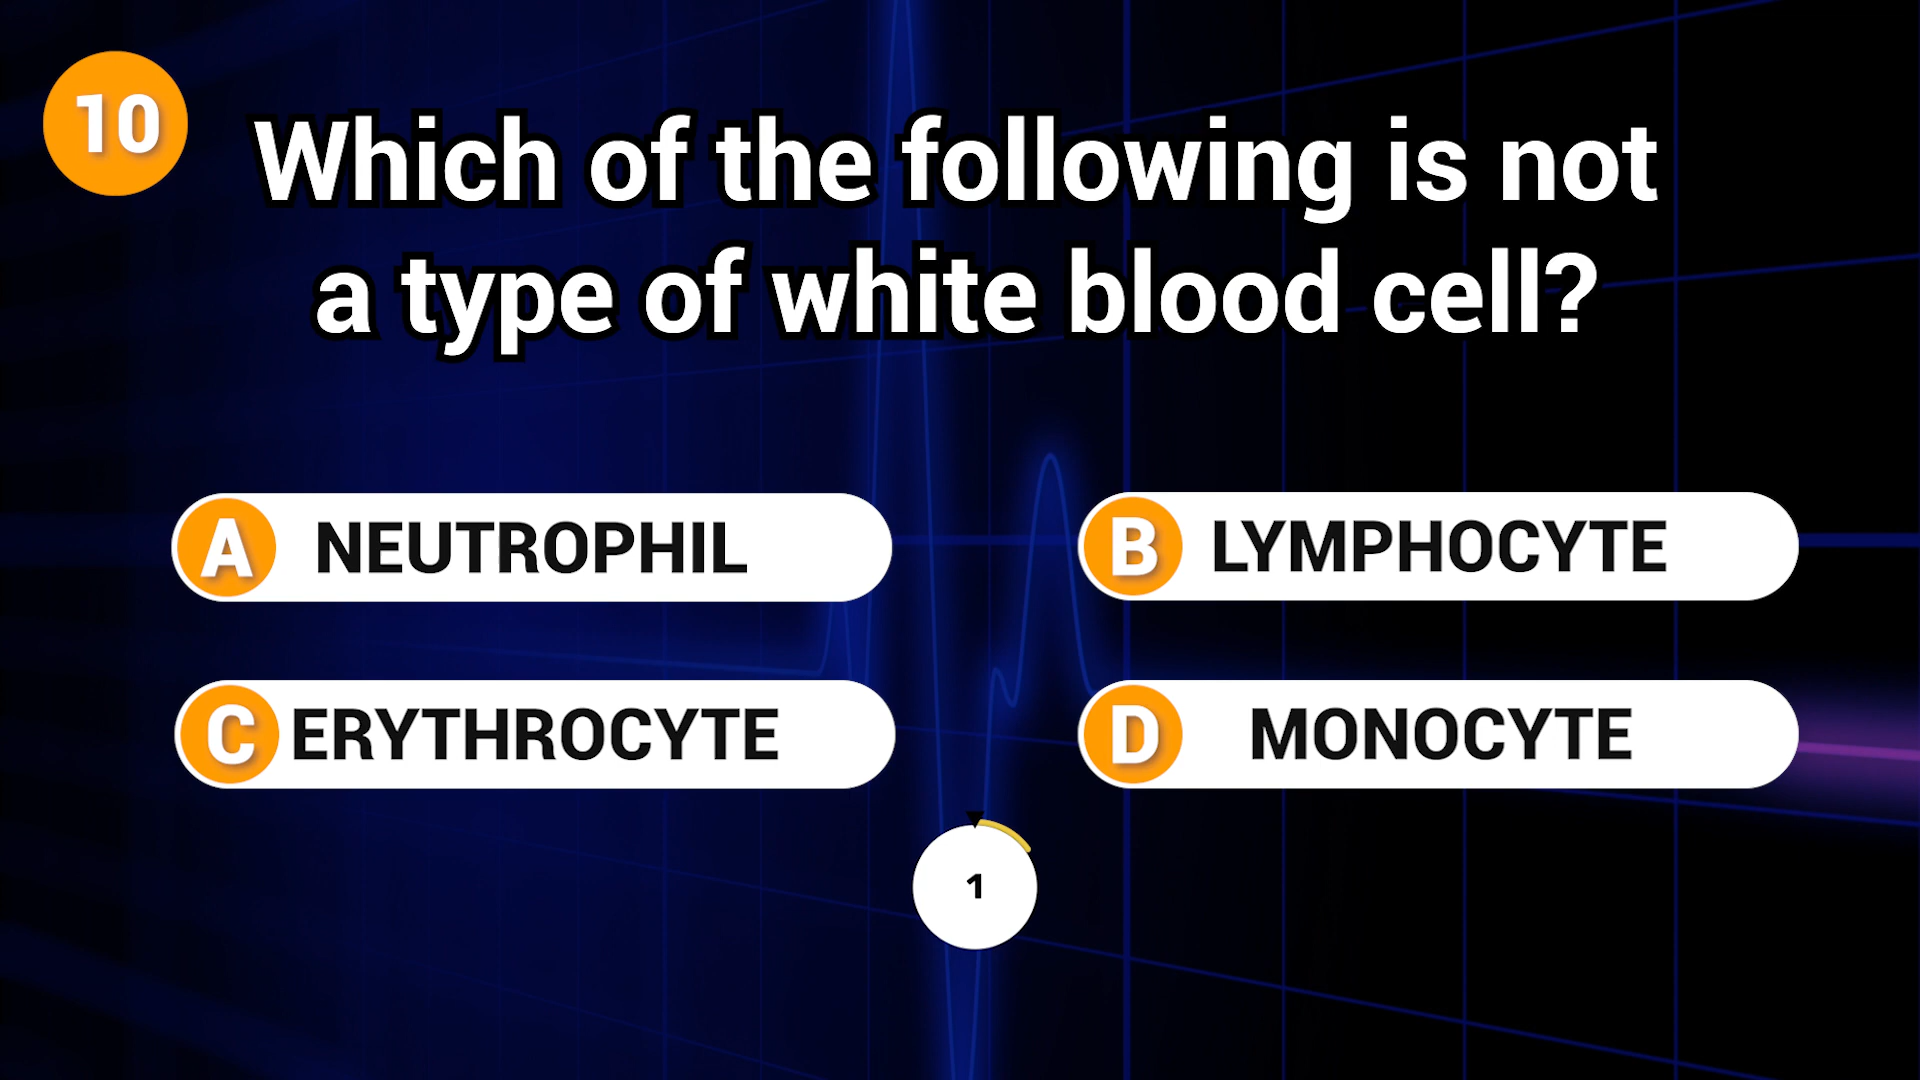 10
Which of the following is not
a type of white blood cell?
A NEUTROPHIL
B LYMPHOCYTE
C ERYTHROCYTE
D MONOCYTE
1